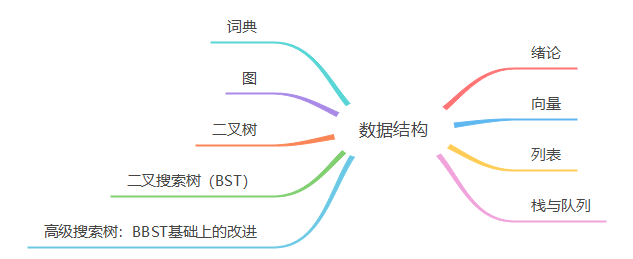 数据结构
绪论
向量
列表
栈与队列
词典
图
二叉树
二叉搜索树（BST）
高级搜索树：BBST基础上的改进